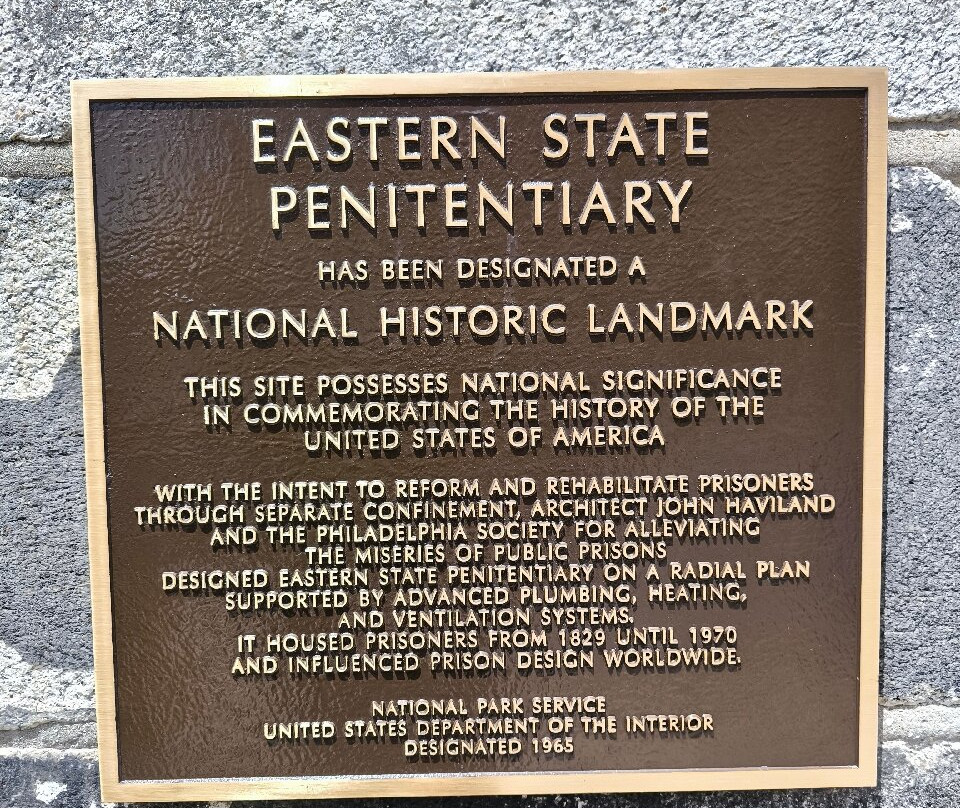 EASTERN STATE
PENITENTIARY
HAS BEEN DESIGNATED A
NATIONAL HISTORIC LANDMARK
THIS SITE POSSESSES NATIONAL SIGNIFICANCE
IN COMMEMORATING THE HISTORY OF THE
UNITED STATES OF AMERICA
WITH THE INTENT TO REFORM AND REHABILITATE PRISONERS
THROUGH SEPARATE CONFINEMENT, ARCHITECT JOHN HAVILAND
AND THE PHILADELPHIA SOCIETY FOR ALLEVIATING
THE MISERIES OF PUBLIC PRISONS
DESIGNED EASTERN STATE PENITENTIARY ON A RADIAL PLAN
SUPPORTED BY ADVANCED PLUMBING, HEATING,
AND VENTILATION SYSTEMS.
IT HOUSED PRISONERS FROM 1829 UNTIL 1970
AND INFLUENCED PRISON DESIGN WORLDWIDE.
NATIONAL PARK SERVICE
UNITED STATES DEPARTMENT OF THE INTERIOR
DESIGNATED 1965